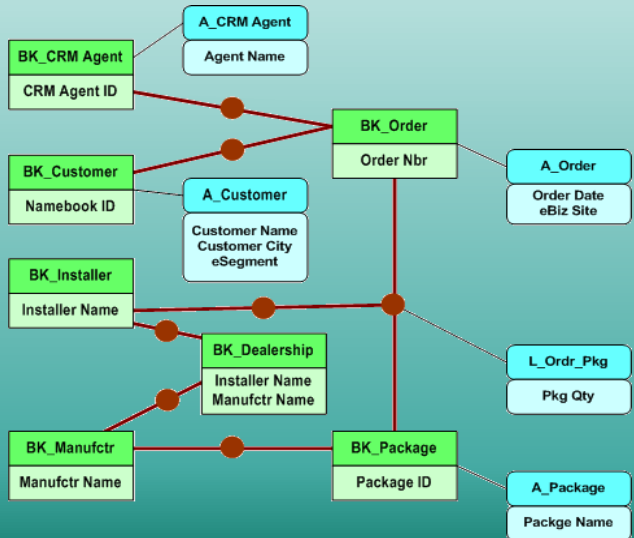 A_CRM Agent
Agent Name
BK_CRM Agent
CRM Agent ID
BK_Order
Order Nbr
BK_Customer
Namebook ID
A_Customer
Customer Name
Customer City
eSegment
A_Order
Order Date
eBiz Site
BK_Installer
Installer Name
BK_Dealership
Installer Name
Manufctr Name
L_Ordr_Pkg
Pkg Qty
BK_Manufctr
Manufctr Name
BK_Package
Package ID
A_Package
Packge Name